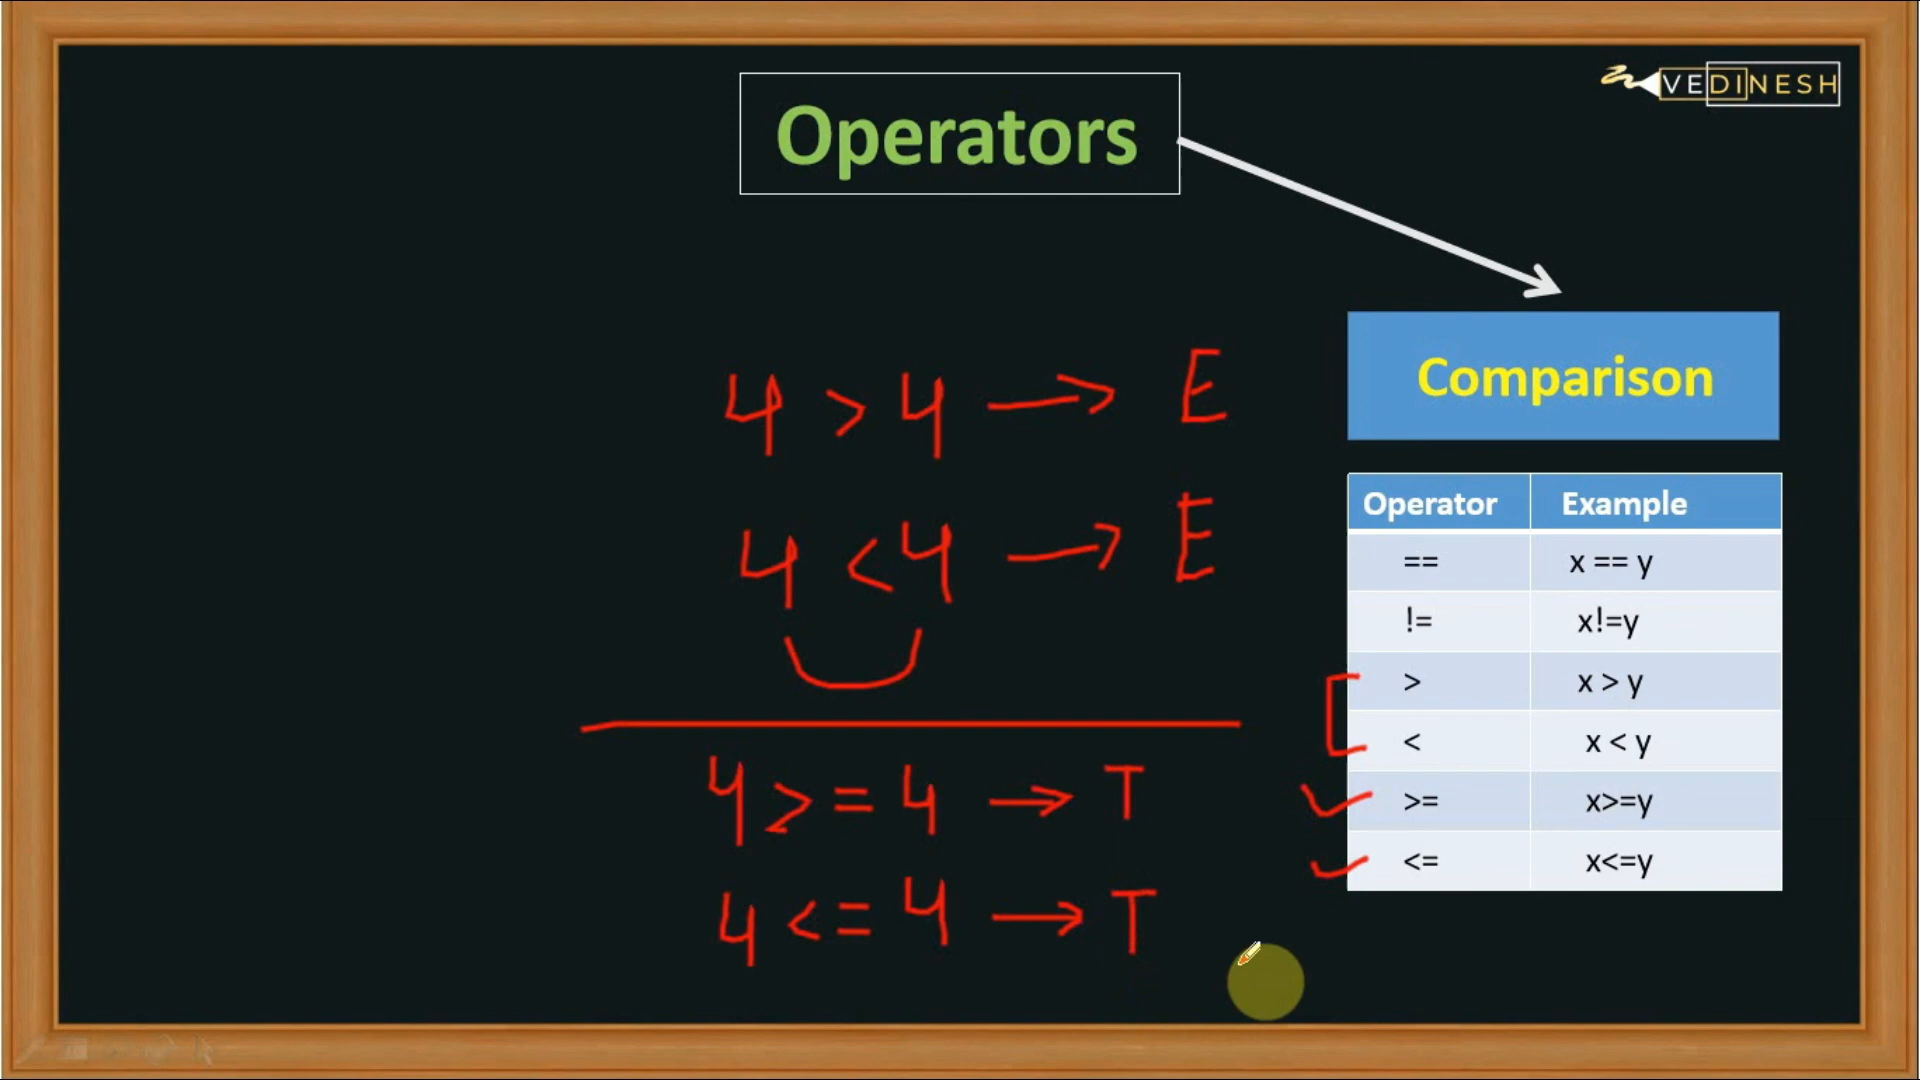 VEDINESH
Operators
Comparison
4 > 4 → E
4 < 4 → E
4 >= 4 → T
4 <= 4 → T
Operator Example
== x == y
!= x!=y
> x > y
< x < y
>= x>=y
<= x<=y